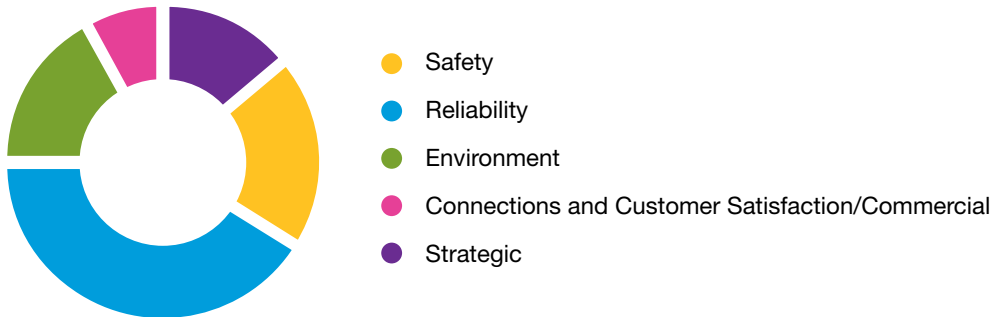 Safety
Reliability
Environment
Connections and Customer Satisfaction/Commercial
Strategic